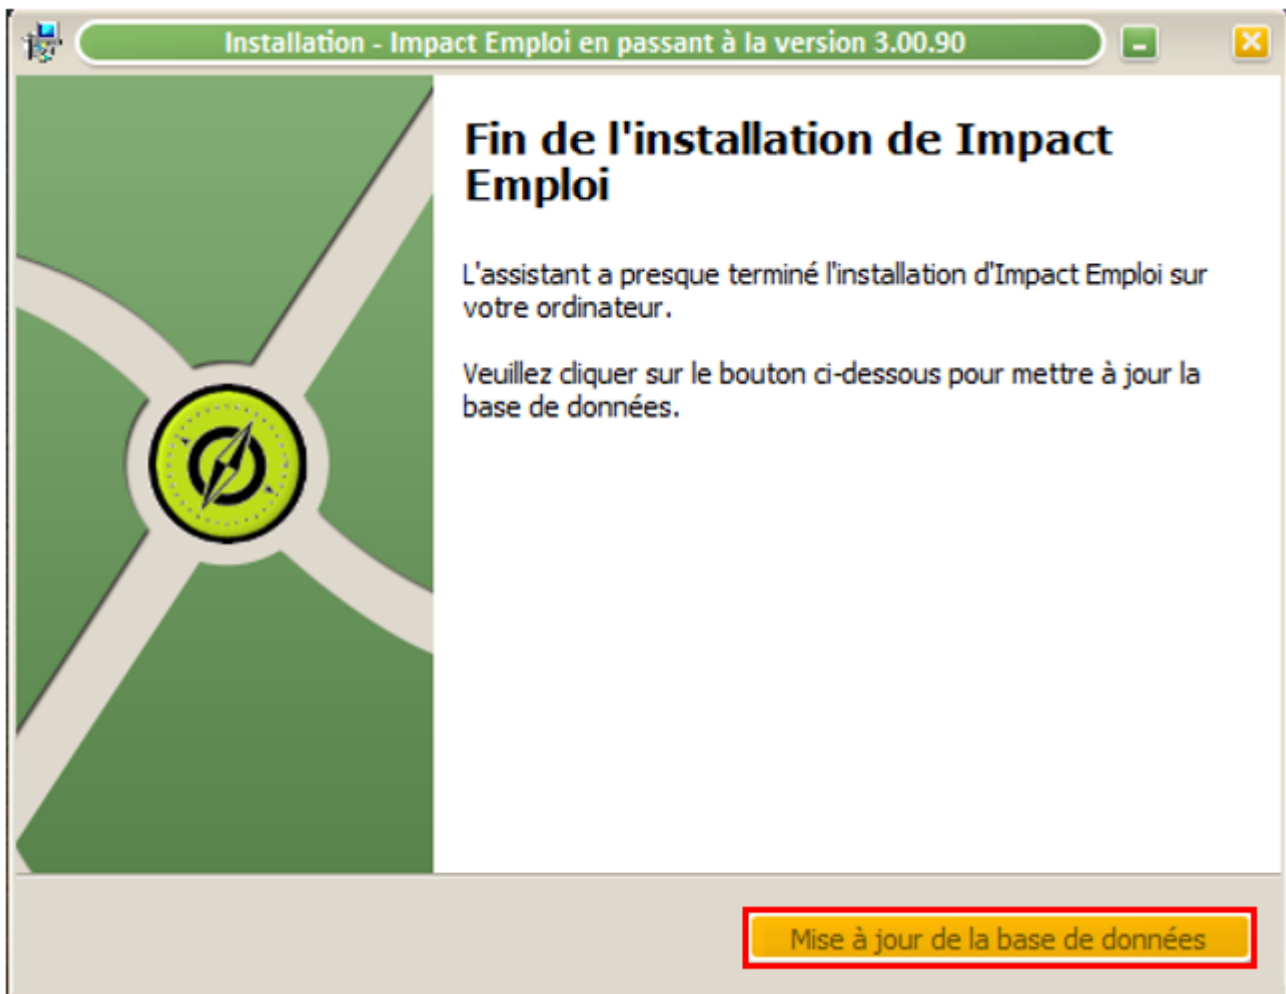 Installation - Impact Emploi en passant à la version 3.00.90
Fin de l'installation de Impact
Emploi
L'assistant a presque terminé l'installation d'Impact Emploi sur
votre ordinateur.
Veuillez cliquer sur le bouton ci-dessous pour mettre à jour la
base de données.
Mise à jour de la base de données